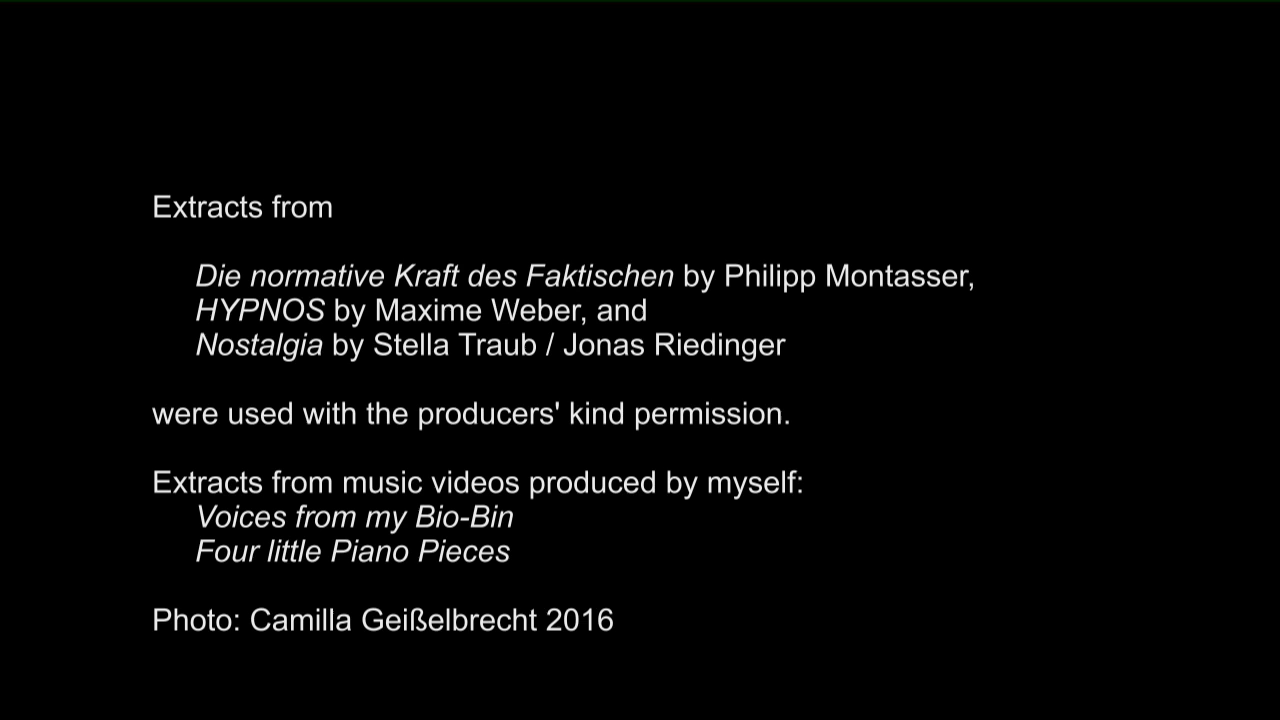 Extracts from
Die normative Kraft des Faktischen by Philipp Montasser,
HYPNOS by Maxime Weber, and
Nostalgia by Stella Traub / Jonas Riedinger
were used with the producers' kind permission.
Extracts from music videos produced by myself:
Voices from my Bio-Bin
Four little Piano Pieces
Photo: Camilla Geißelbrecht 2016